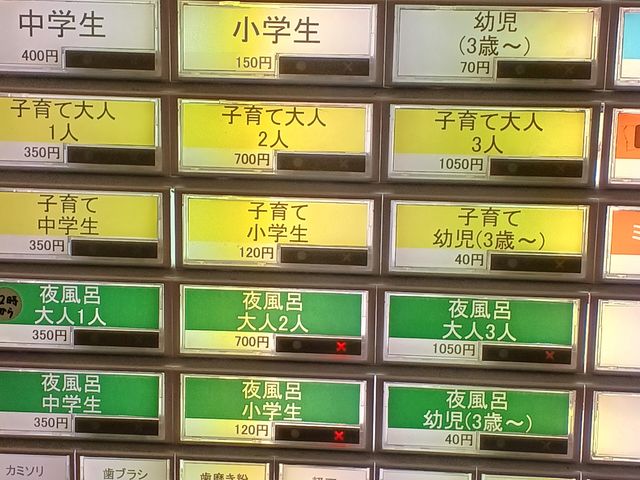 中学生
400円
小学生
150円
幼児
(3歳～)
70円
子育て大人
1人
350円
子育て大人
2人
700円
子育て大人
3人
1050円
子育て
中学生
350円
子育て
小学生
120円
子育て
幼児(3歳～)
40円
夜風呂
大人1人
350円
夜風呂
大人2人
700円
夜風呂
大人3人
1050円
夜風呂
中学生
350円
夜風呂
小学生
120円
夜風呂
幼児(3歳～)
40円
カミソリ
歯ブラシ
歯磨き粉